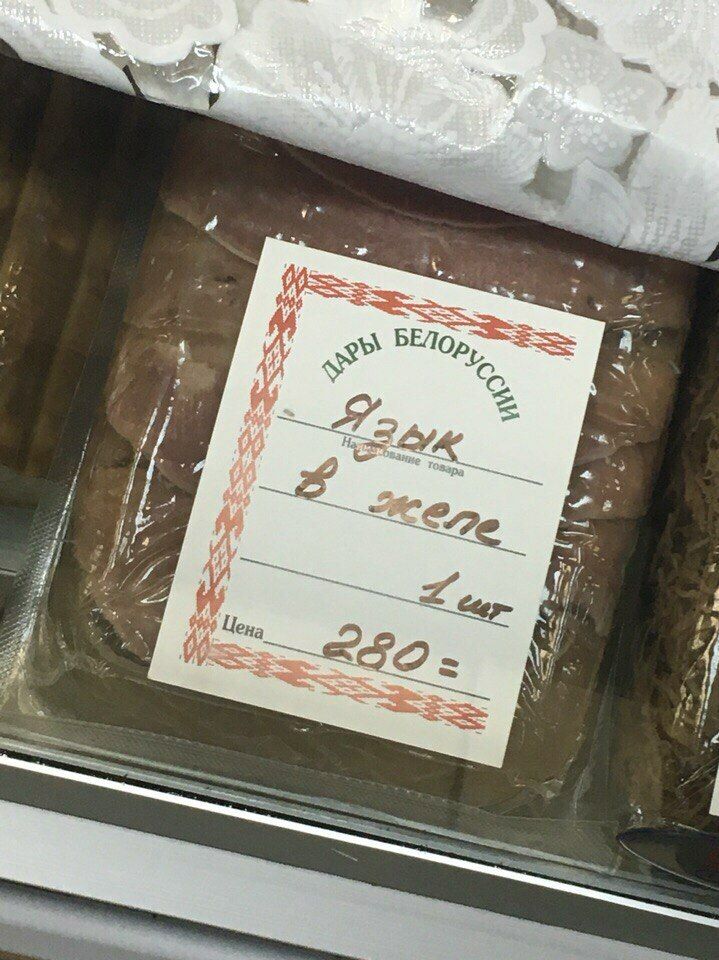 ДАРЫ БЕЛОРУССИИ
Язык
Наименование товара
в желе
1 шт
Цена 280=